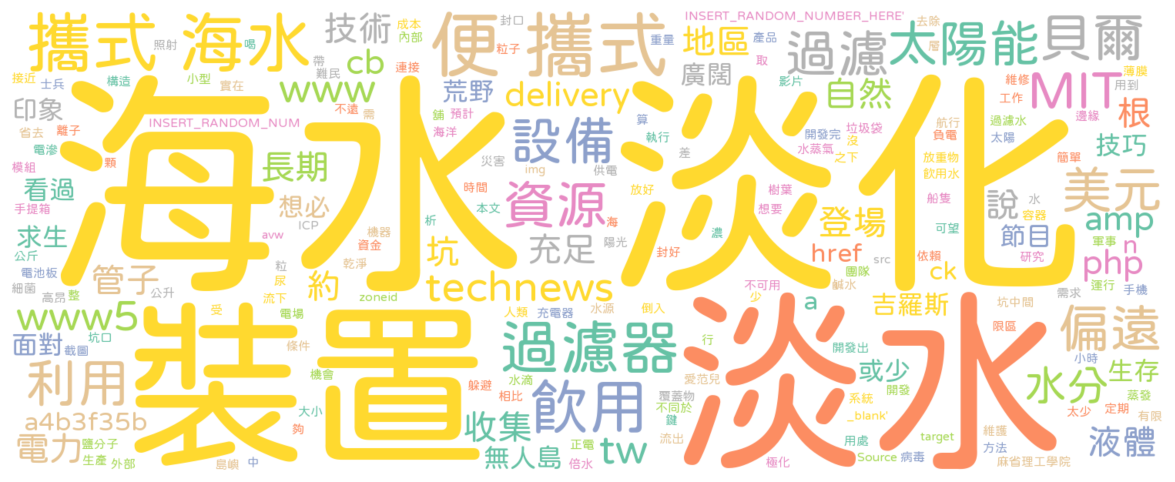 攜式 海水 照射 喝 技術 成本 內部 封口 便攜式 粒子 重量 INSERT_RANDOM_NUMBER_HERE' 地區 產品 過濾 去除 層 太陽能 貝爾
接近 士兵 小型 構造 實在 帶 難民 cb 連接 廣闊 取 影片 維修 薄膜 用到
印象 www 荒野 delivery 自然 MIT 工作 邊緣 根
省去 離子 INSERT_RANDOM_NUM 不遠 需 舖 預計 海洋 設備 算 執行 垃圾袋 沒 開發完 過濾水 航行 負電
電滲 顆 長期 災害 供電 差 水蒸氣 之下 太陽 放重物 簡單 技巧
模組 看過 手提箱 想必 時間 img 資源 放好 樹葉 飲用水 美元
海水淡化
求生 ICP 機器 析 本文 海 充足 陽光 濃 想要 登場 船隻 說 水 容器 amp
公斤 avw 資金 坑 封好 src 可望 節目 軍事 n
電池板 管子 粒 乾淨 href 依賴 研究
細菌 高昂 整 公升 尿 約 technews 不可用 團隊 鹹水 ck php 運行
流下 zoneid 需求 手機
www5 受 電場 充電器 人類 水源 倒入 少 a 吉羅斯 坑中間
面對 坑口 截圖 條件 過濾器 行 開發出 限區 偏遠
裝置 淡水
利用 機會 水滴 躲避 相比 愛范兒 或少 小時 水分 生存
a4b3f35b 大小 夠 飲用 覆蓋物 系統 開發 太少 定期 蒸發
收集 不同於 鍵 _blank' 有限
電力 鹽分子 正電 無人島 tw 用處 target 維護 液體
生產 外部 島嶼 中 倍水 流出 極化 Source 病毒 方法 麻省理工學院